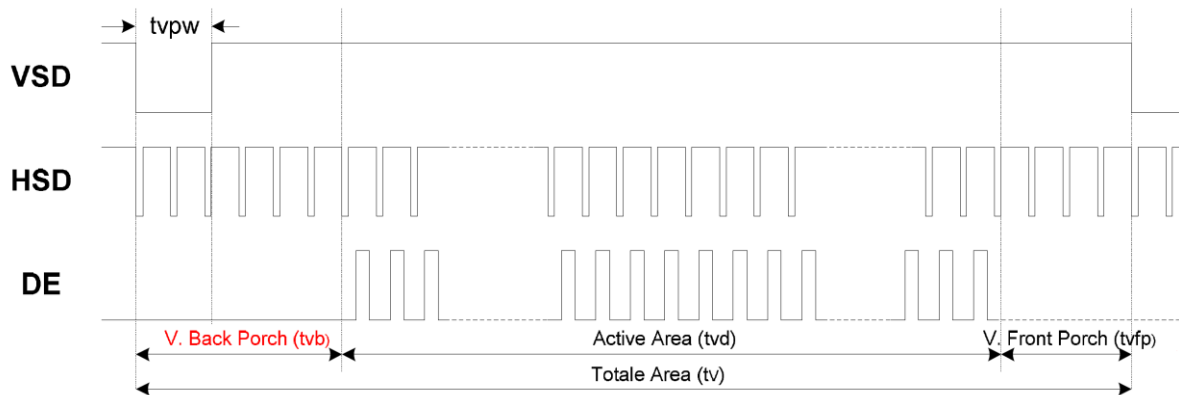 tvpw
VSD
HSD
DE
V. Back Porch (tvb)
Active Area (tvd)
V. Front Porch (tvfp)
Totale Area (tv)